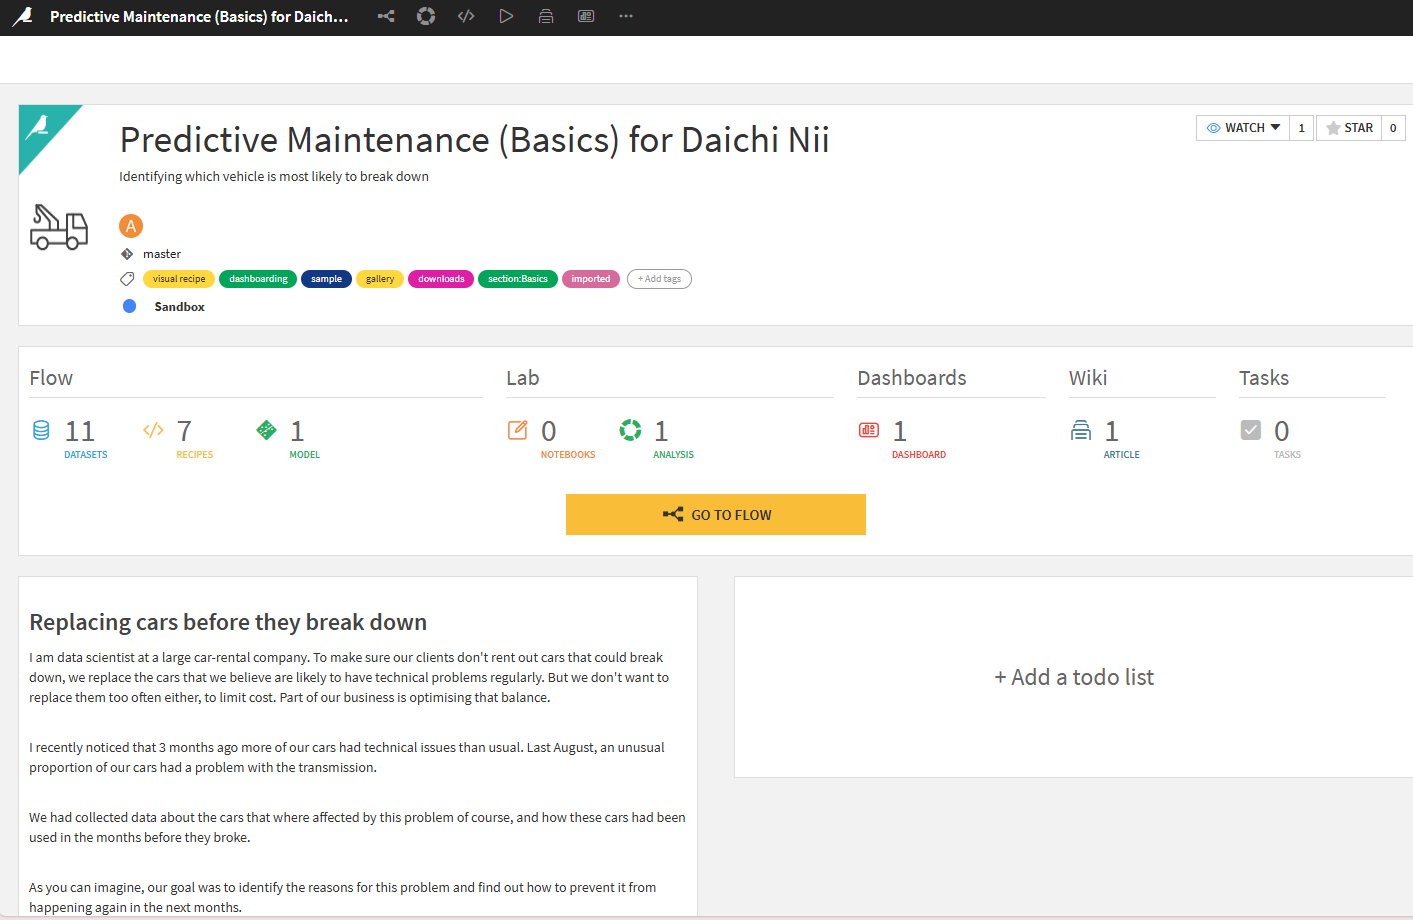 Predictive Maintenance (Basics) for Daich...
Predictive Maintenance (Basics) for Daichi Nii
WATCH 1 STAR 0
Identifying which vehicle is most likely to break down
A
master
visual recipe dashboarding sample gallery downloads section:Basics imported + Add tags
Sandbox
Flow Lab Dashboards Wiki Tasks
11 7 1 0 1 1 1 0
DATASETS RECIPES MODEL NOTEBOOKS ANALYSIS DASHBOARD ARTICLE TASKS
GO TO FLOW
Replacing cars before they break down
I am data scientist at a large car-rental company. To make sure our clients don't rent out cars that could break
down, we replace the cars that we believe are likely to have technical problems regularly. But we don't want to
replace them too often either, to limit cost. Part of our business is optimising that balance.
I recently noticed that 3 months ago more of our cars had technical issues than usual. Last August, an unusual
proportion of our cars had a problem with the transmission.
We had collected data about the cars that where affected by this problem of course, and how these cars had been
used in the months before they broke.
As you can imagine, our goal was to identify the reasons for this problem and find out how to prevent it from
happening again in the next months.
+ Add a todo list